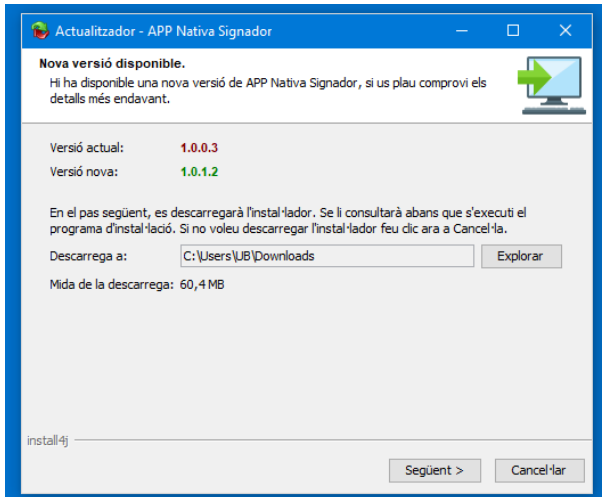 Actualitzador - APP Nativa Signador
Nova versió disponible.
Hi ha disponible una nova versió de APP Nativa Signador, si us plau comprovi els
detalls més endavant.
Versió actual: 1.0.0.3
Versió nova: 1.0.1.2
En el pas següent, es descarregarà l'instal·lador. Se li consultarà abans que s'executi el
programa d'instal·lació. Si no voleu descarregar l'instal·lador feu clic ara a Cancel·la.
Descarrega a: C:\Users\UB\Downloads Explorar
Mida de la descarrega: 60,4 MB
install4j
Següent > Cancel·lar